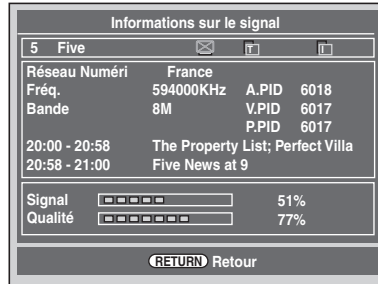 Informations sur le signal
5 Five T I
Réseau Numéri France
Fréq. 594000KHz A.PID 6018
Bande 8M V.PID 6017
P.PID 6017
20:00 - 20:58 The Property List; Perfect Villa
20:58 - 21:00 Five News at 9
Signal 51%
Qualité 77%
RETURN Retour